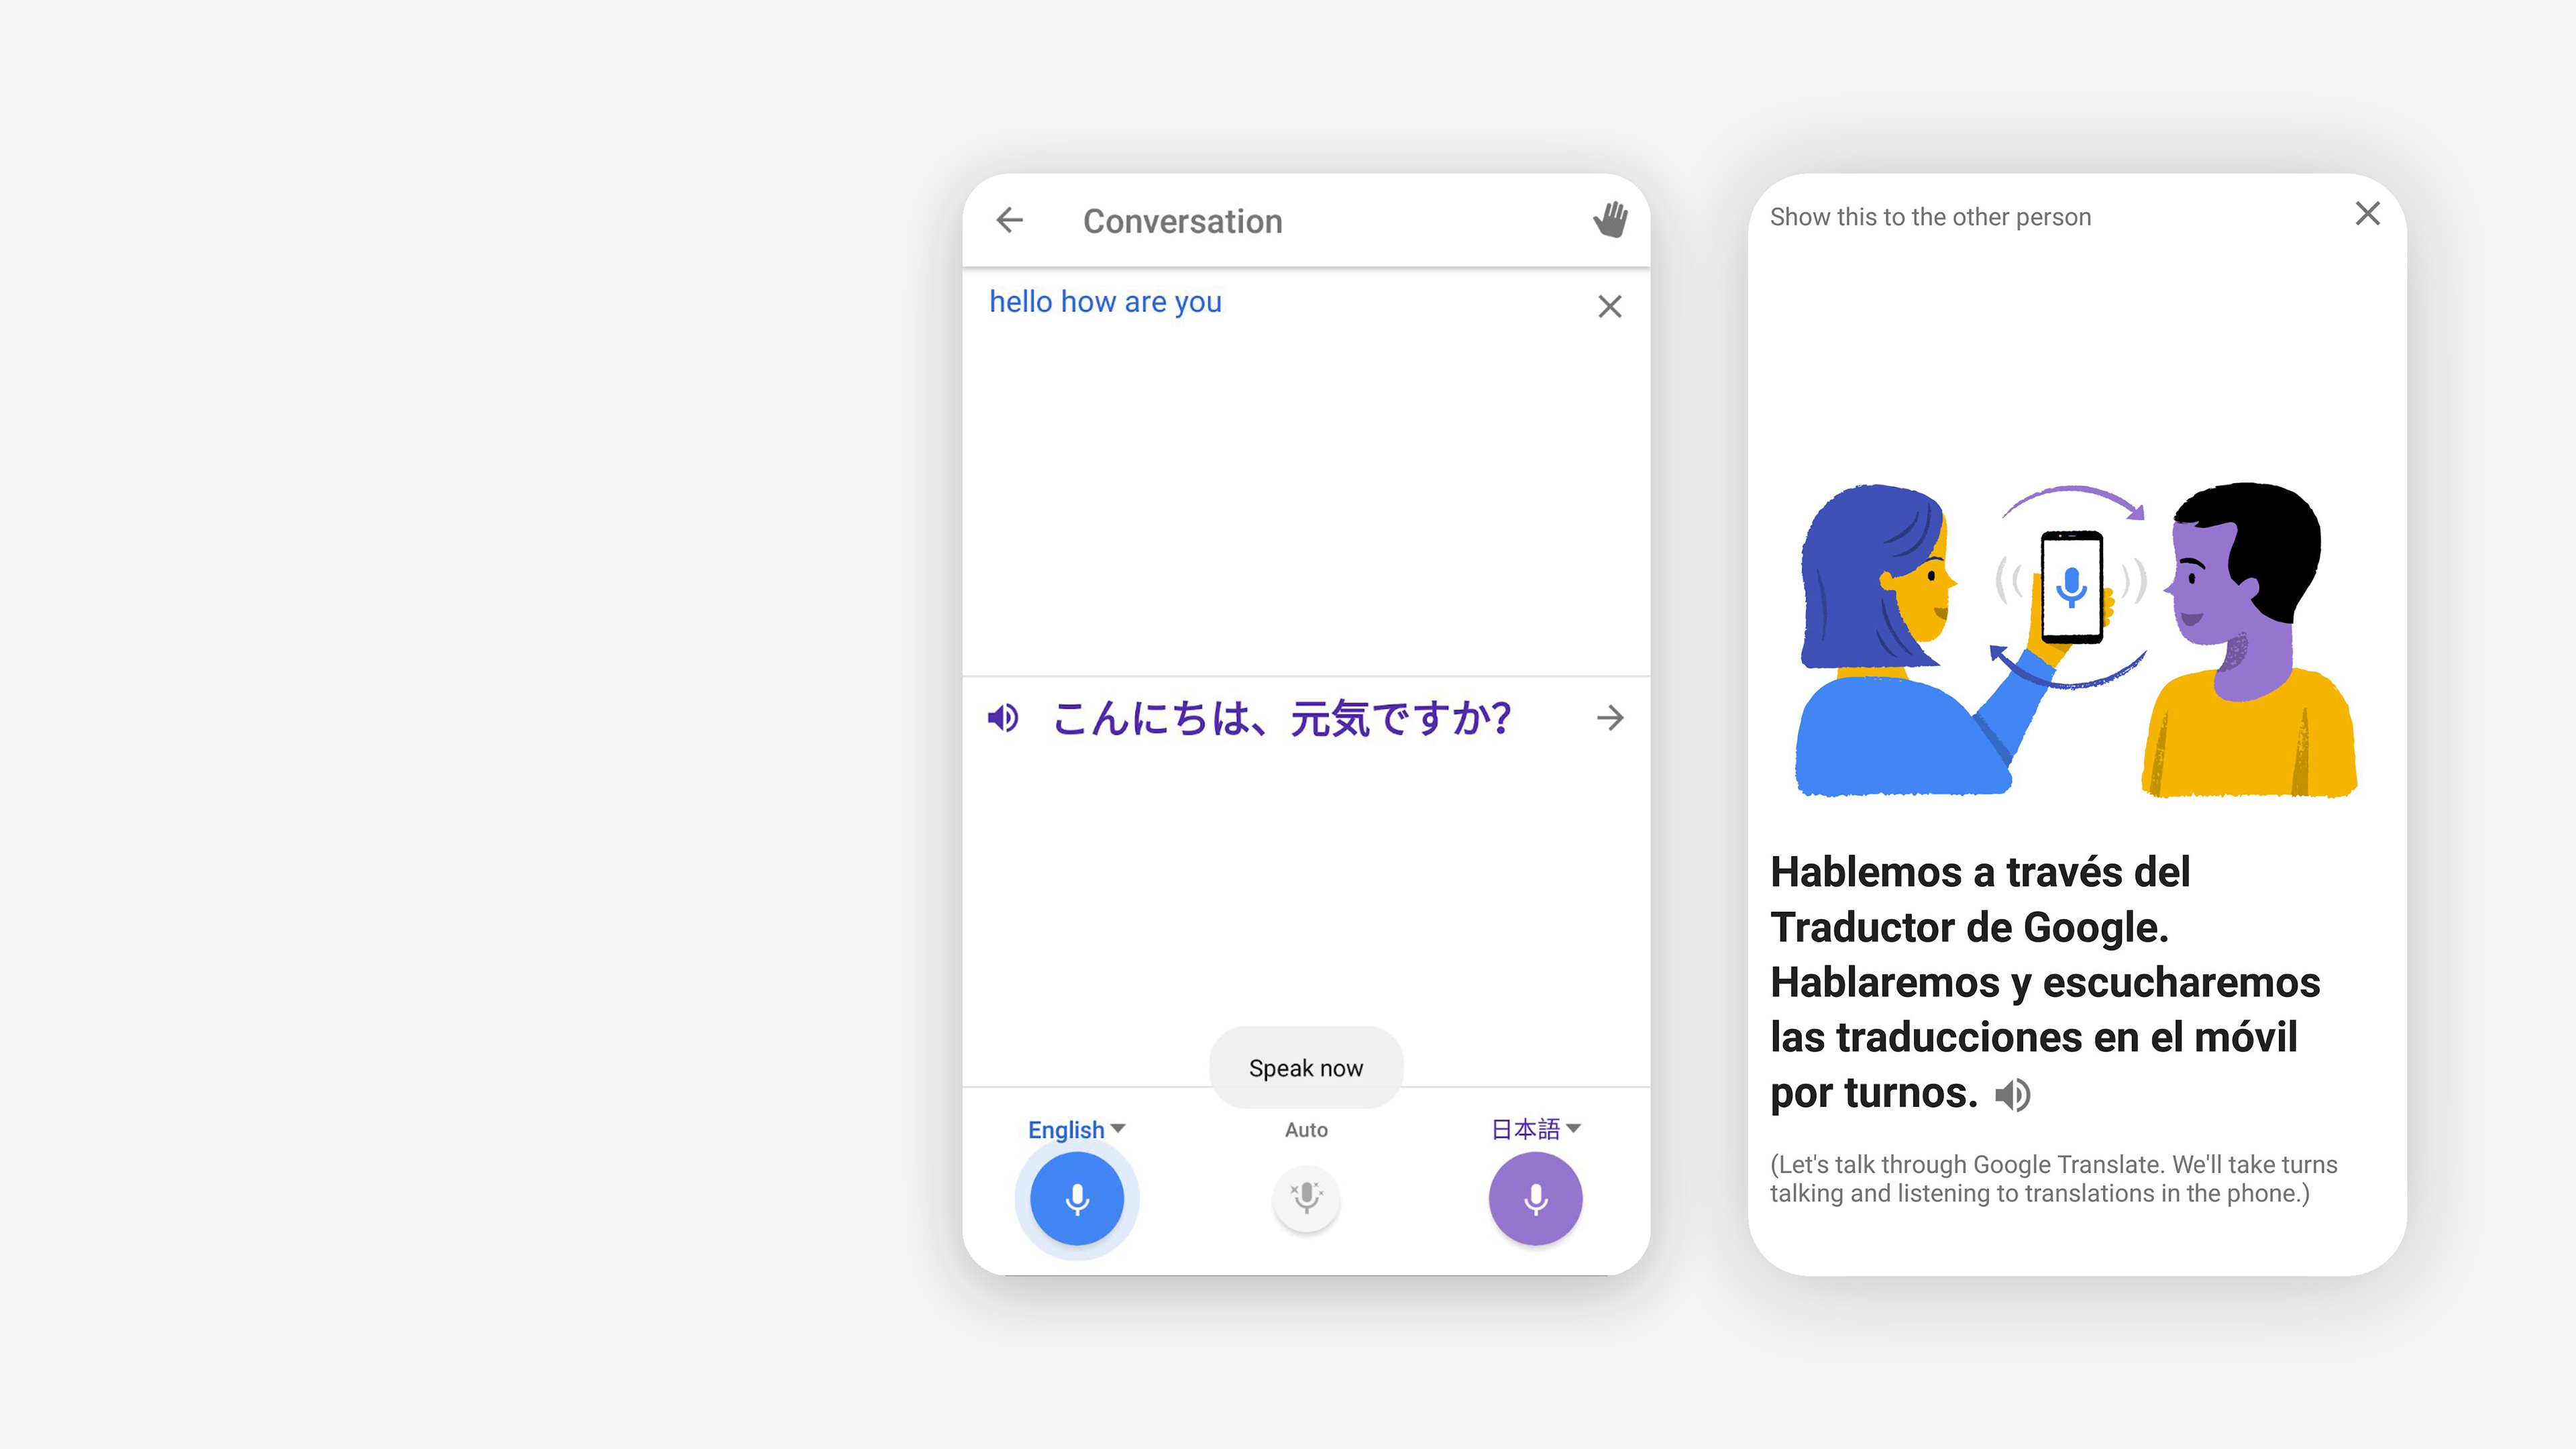 Conversation
hello how are you
こんにちは、元気ですか？
Speak now
English
Auto
日本語
Show this to the other person
Hablemos a través del
Traductor de Google.
Hablaremos y escucharemos
las traducciones en el móvil
por turnos.
(Let's talk through Google Translate. We'll take turns
talking and listening to translations in the phone.)